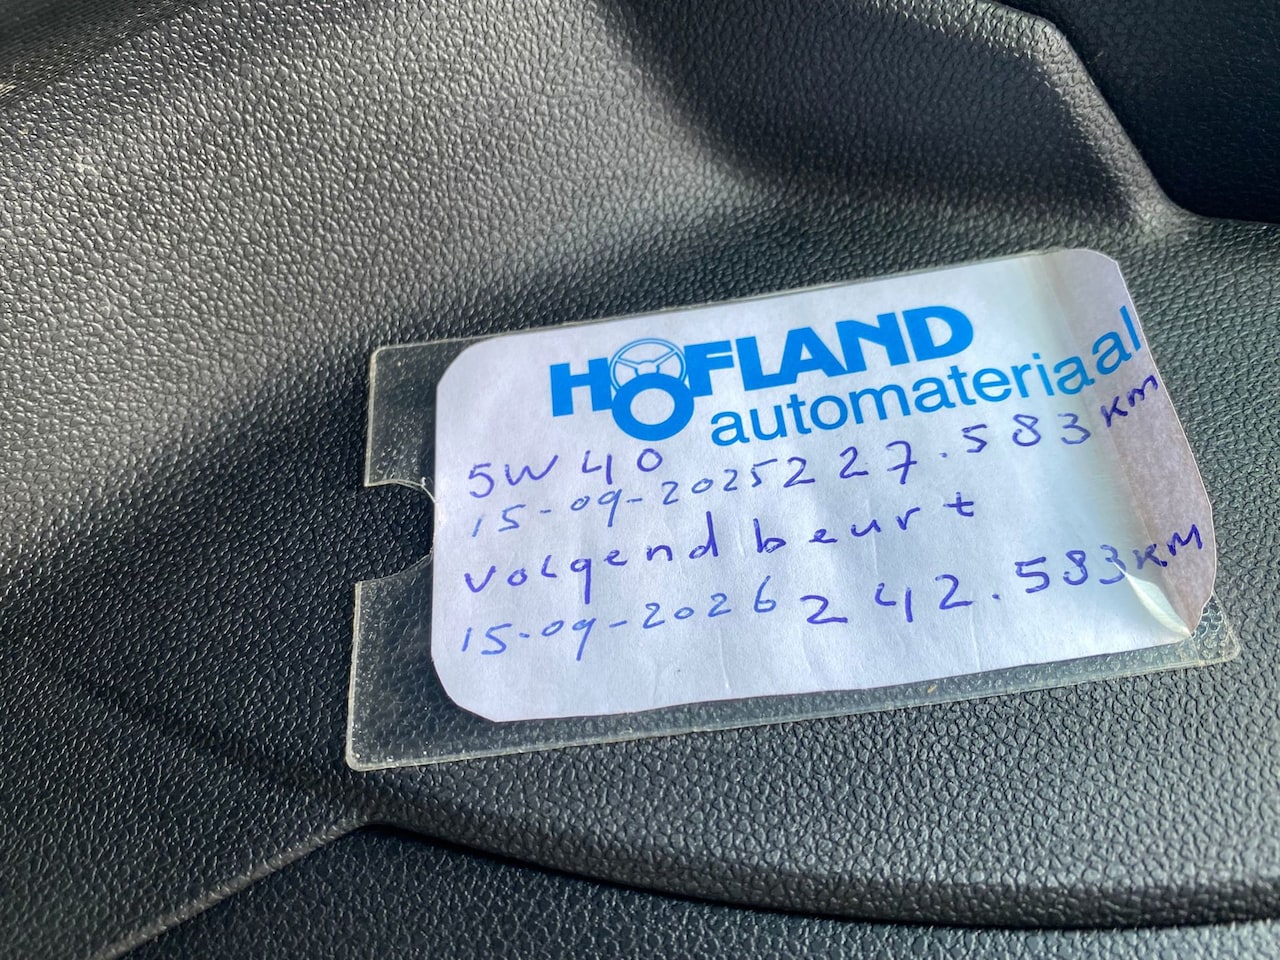 HOFLAND
automateriaal
5W40
15-09-2025 227.583 km
volgend beurt
15-09-2026 242.583 KM